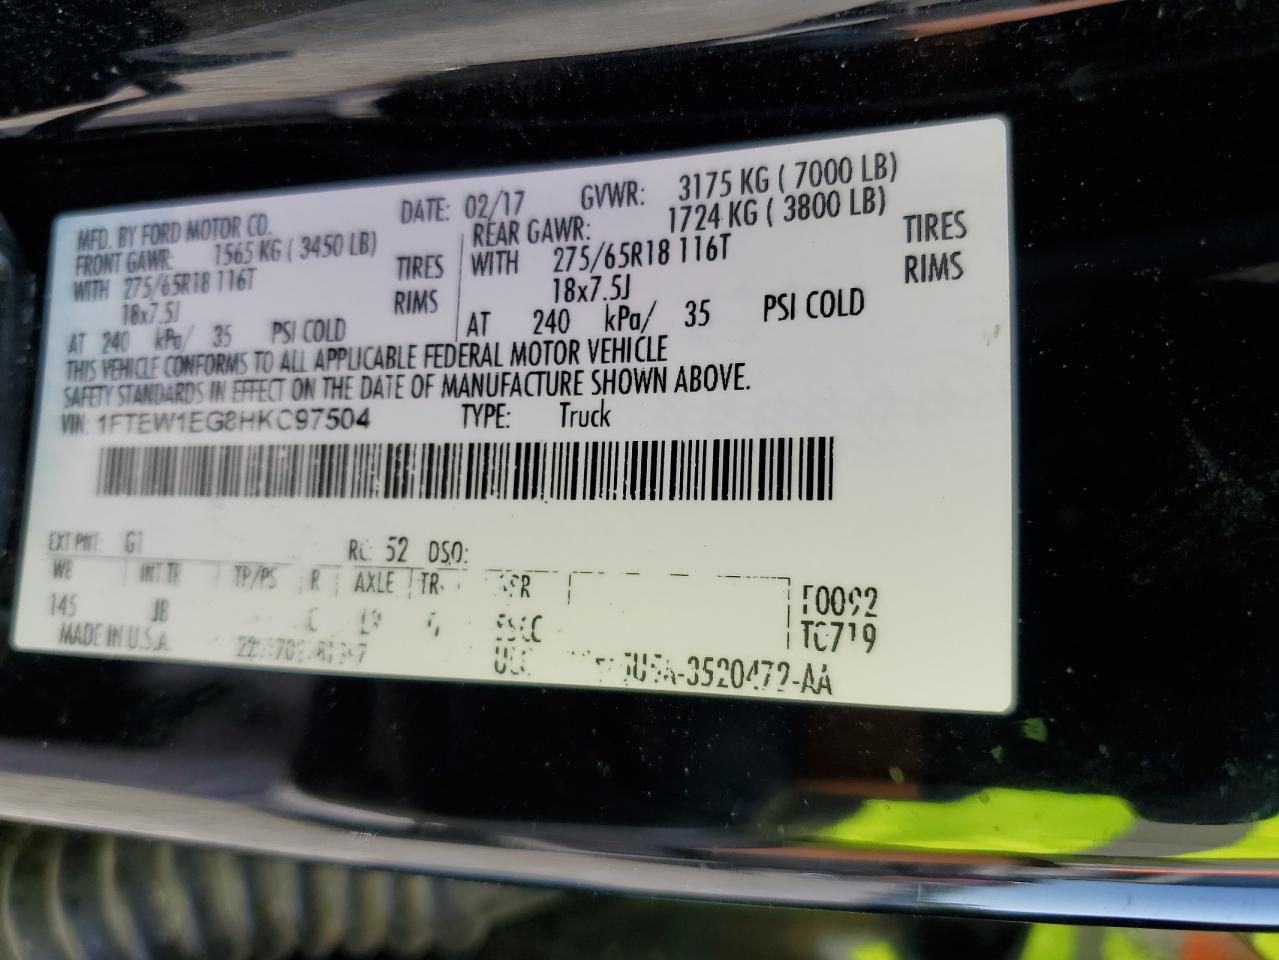 MFD. BY FORD MOTOR CO. DATE: 02/17 GVWR: 3175 KG ( 7000 LB)
FRONT GAWR: 1565 KG ( 3450 LB) REAR GAWR: 1724 KG ( 3800 LB)
WITH 275/65R18 116T TIRES WITH 275/65R18 116T TIRES
18x7.5J RIMS 18x7.5J RIMS
AT 240 kPa/ 35 PSI COLD AT 240 kPa/ 35 PSI COLD
THIS VEHICLE CONFORMS TO ALL APPLICABLE FEDERAL MOTOR VEHICLE
SAFETY STANDARDS IN EFFECT ON THE DATE OF MANUFACTURE SHOWN ABOVE.
VIN: 1FTEW1EG8HKC97504 TYPE: Truck
EXT PNT: G1 RC: 52 DSO:
WB INT TR TP/PS R AXLE TR SPR
145 JB
TC719
MADE IN U.S.A.